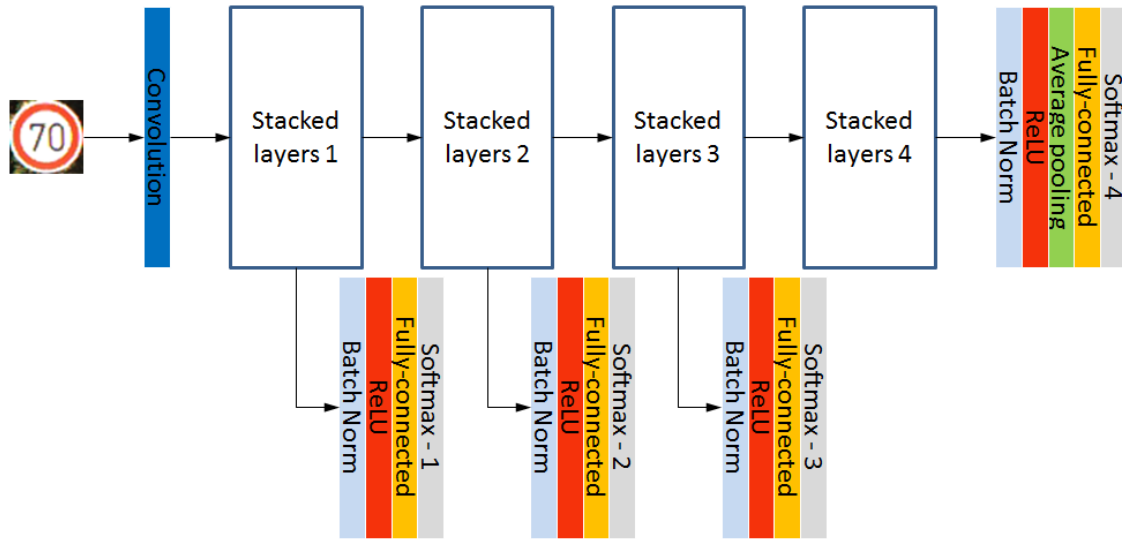 70
Convolution
Stacked
layers 1
Stacked
layers 2
Stacked
layers 3
Stacked
layers 4
Softmax - 4
Fully-connected
Average pooling
ReLU
Batch Norm
Softmax - 1
Fully-connected
ReLU
Batch Norm
Softmax - 2
Fully-connected
ReLU
Batch Norm
Softmax - 3
Fully-connected
ReLU
Batch Norm